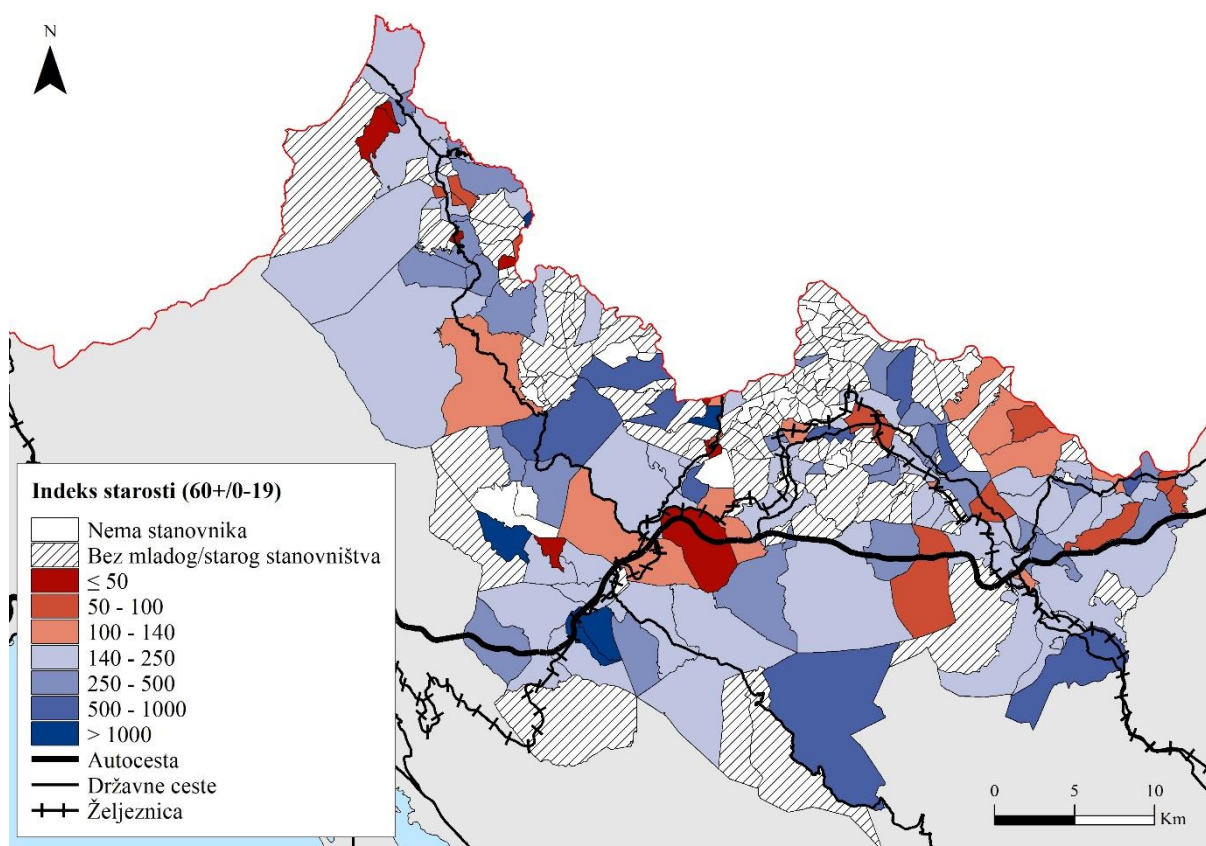 N
Indeks starosti (60+/0-19)
Nema stanovnika
Bez mladog/starog stanovništva
≤ 50
50 - 100
100 - 140
140 - 250
250 - 500
500 - 1000
> 1000
Autocesta
Državne ceste
Željeznica
0 5 10
Km